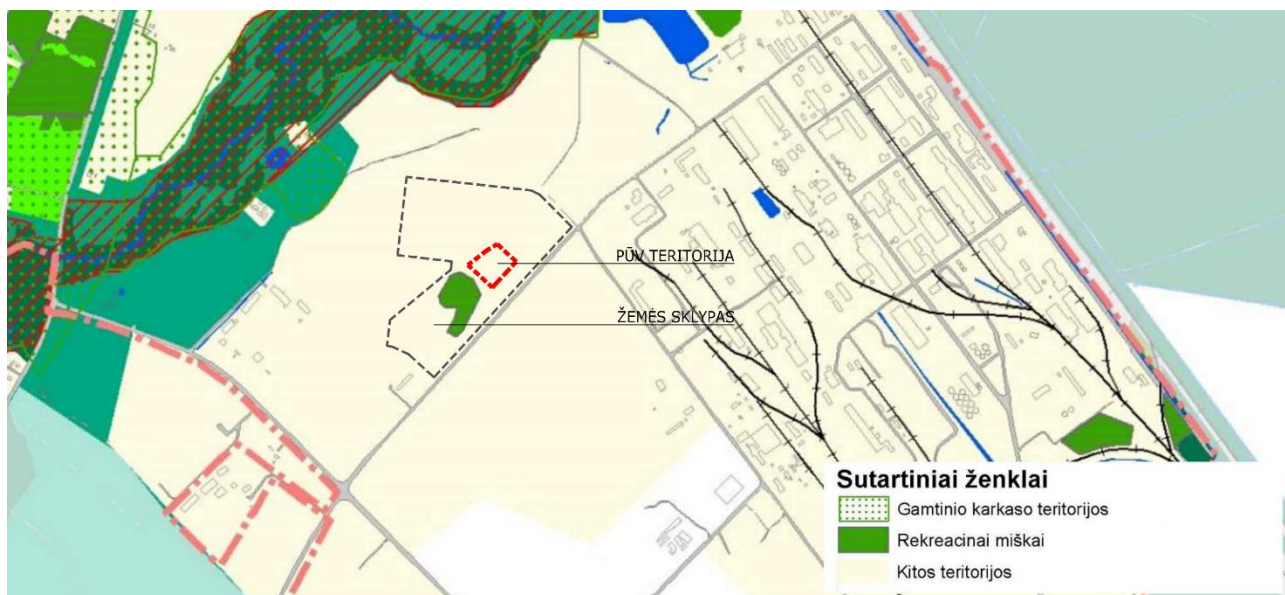 PŪV TERITORIJA
ŽEMĖS SKLYPAS
Sutartiniai ženklai
Gamtinio karkaso teritorijos
Rekreacinai miškai
Kitos teritorijos